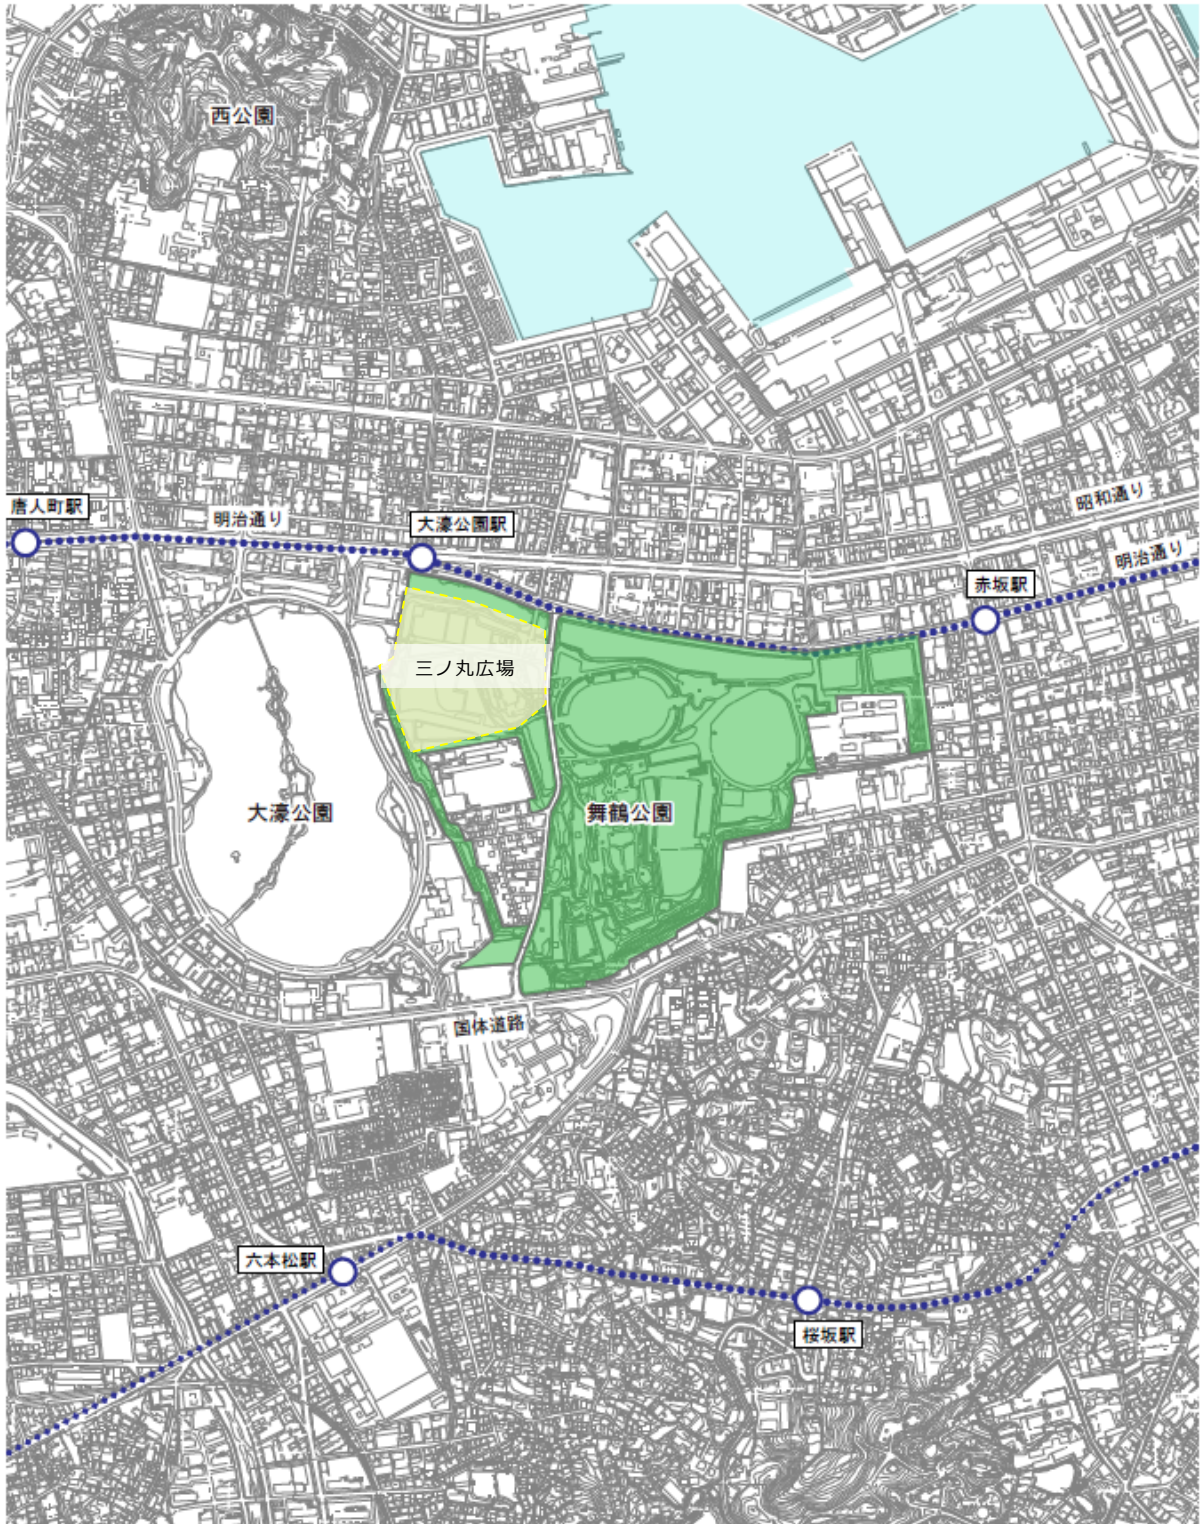 西公園
唐人町駅
明治通り
大濠公園駅
昭和通り
明治通り
赤坂駅
三ノ丸広場
大濠公園
舞鶴公園
国体道路
六本松駅
桜坂駅